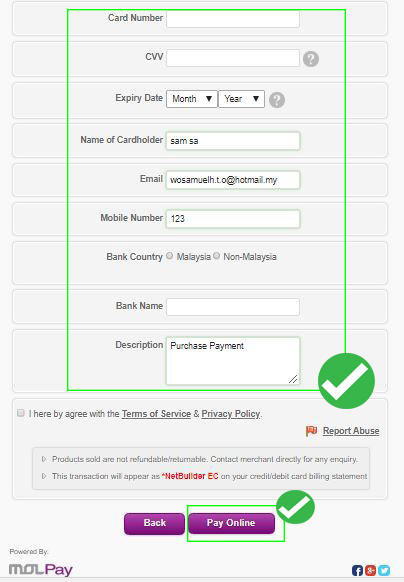 Card Number
CVV
?
Expiry Date Month Year ?
Name of Cardholder sam sa
Email wosamuelh.t.o@hotmail.my
Mobile Number 123
Bank Country Malaysia Non-Malaysia
Bank Name
Description Purchase Payment
I here by agree with the Terms of Service & Privacy Policy.
Report Abuse
Products sold are not refundable/returnable. Contact merchant directly for any enquiry.
This transaction will appear as *NetBuilder EC on your credit/debit card billing statement
Back Pay Online
Powered By:
MOLPay